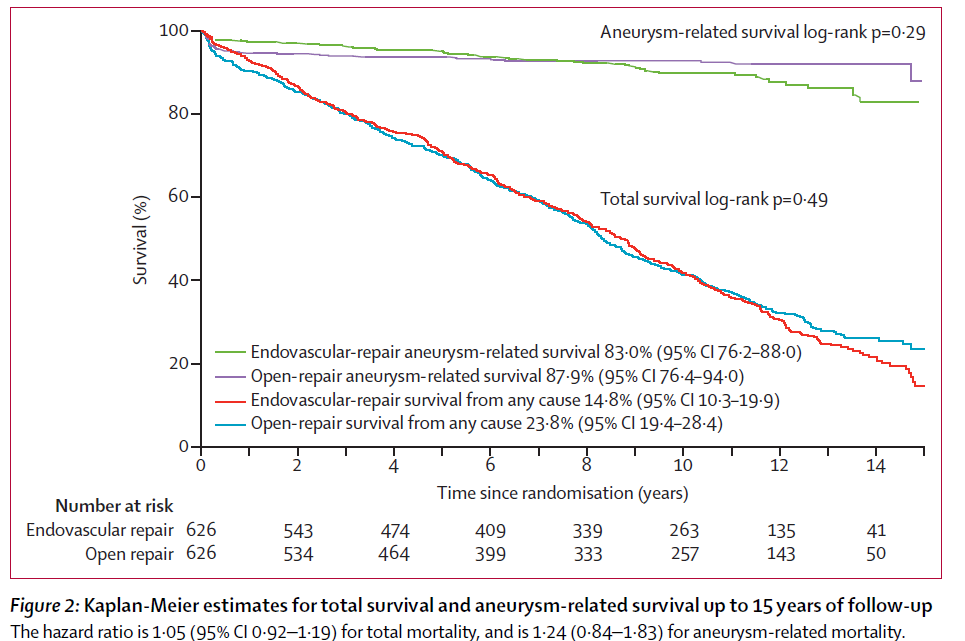 Aneurysm-related survival log-rank p=0·29
Total survival log-rank p=0·49
Survival (%)
100
80
60
40
20
0
Endovascular-repair aneurysm-related survival 83·0% (95% CI 76·2–88·0)
Open-repair aneurysm-related survival 87·9% (95% CI 76·4–94·0)
Endovascular-repair survival from any cause 14·8% (95% CI 10·3–19·9)
Open-repair survival from any cause 23·8% (95% CI 19·4–28·4)
0 2 4 6 8 10 12 14
Time since randomisation (years)
Number at risk
Endovascular repair 626 543 474 409 339 263 135 41
Open repair 626 534 464 399 333 257 143 50
Figure 2: Kaplan-Meier estimates for total survival and aneurysm-related survival up to 15 years of follow-up
The hazard ratio is 1·05 (95% CI 0·92–1·19) for total mortality, and is 1·24 (0·84–1·83) for aneurysm-related mortality.